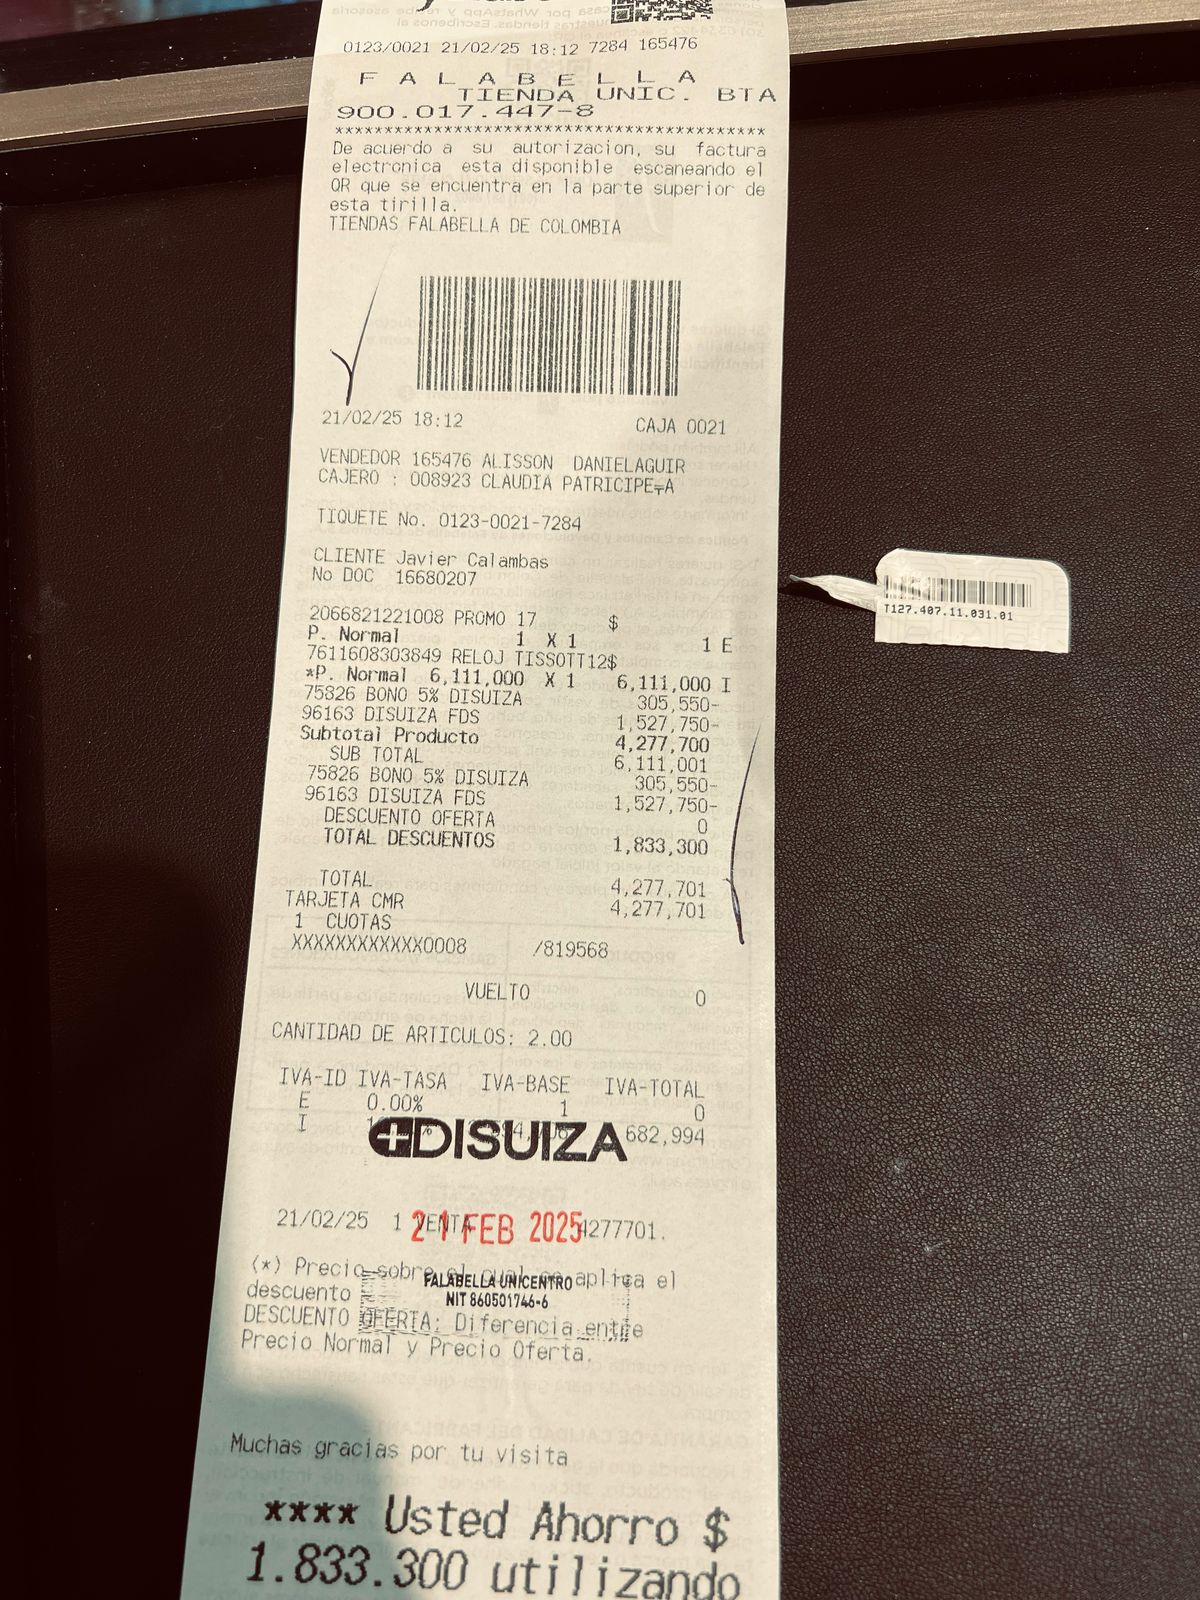 0123/0021 21/02/25 18:12 7284 165476
F A L A B E L L A
TIENDA UNIC. BTA
900.017.447-8
******************************************
De acuerdo a su autorizacion, su factura
electronica esta disponible escaneando el
QR que se encuentra en la parte superior de
esta tirilla.
TIENDAS FALABELLA DE COLOMBIA
21/02/25 18:12 CAJA 0021
VENDEDOR 165476 ALISSON DANIELAGUIR
CAJERO : 008923 CLAUDIA PATRICIPE╤A
TIQUETE No. 0123-0021-7284
CLIENTE Javier Calambas
No DOC 16680207
2066821221008 PROMO 17 $
P. Normal 1 X 1 1 E
7611608303849 RELOJ TISSOTT12$
*P. Normal 6,111,000 X 1 6,111,000 I
75826 BONO 5% DISUIZA 305,550-
96163 DISUIZA FDS 1,527,750-
Subtotal Producto 4,277,700
SUB TOTAL 6,111,001
75826 BONO 5% DISUIZA 305,550-
96163 DISUIZA FDS 1,527,750-
DESCUENTO OFERTA 0
TOTAL DESCUENTOS 1,833,300
TOTAL 4,277,701
TARJETA CMR 4,277,701
1 CUOTAS
XXXXXXXXXXXX0008 /819568
VUELTO 0
CANTIDAD DE ARTICULOS: 2.00
IVA-ID IVA-TASA IVA-BASE IVA-TOTAL
E 0.00% 1 0
I 682,994
DISUIZA
21/02/25 1 VENTA 4277701.
21 FEB 2025
(*) Precio sobre el cual se aplica el
descuento
FALABELLA UNICENTRO
NIT 860501746-6
DESCUENTO OFERTA: Diferencia entre
Precio Normal y Precio Oferta.
Muchas gracias por tu visita
**** Usted Ahorro $
1.833.300 utilizando
T127.407.11.031.01